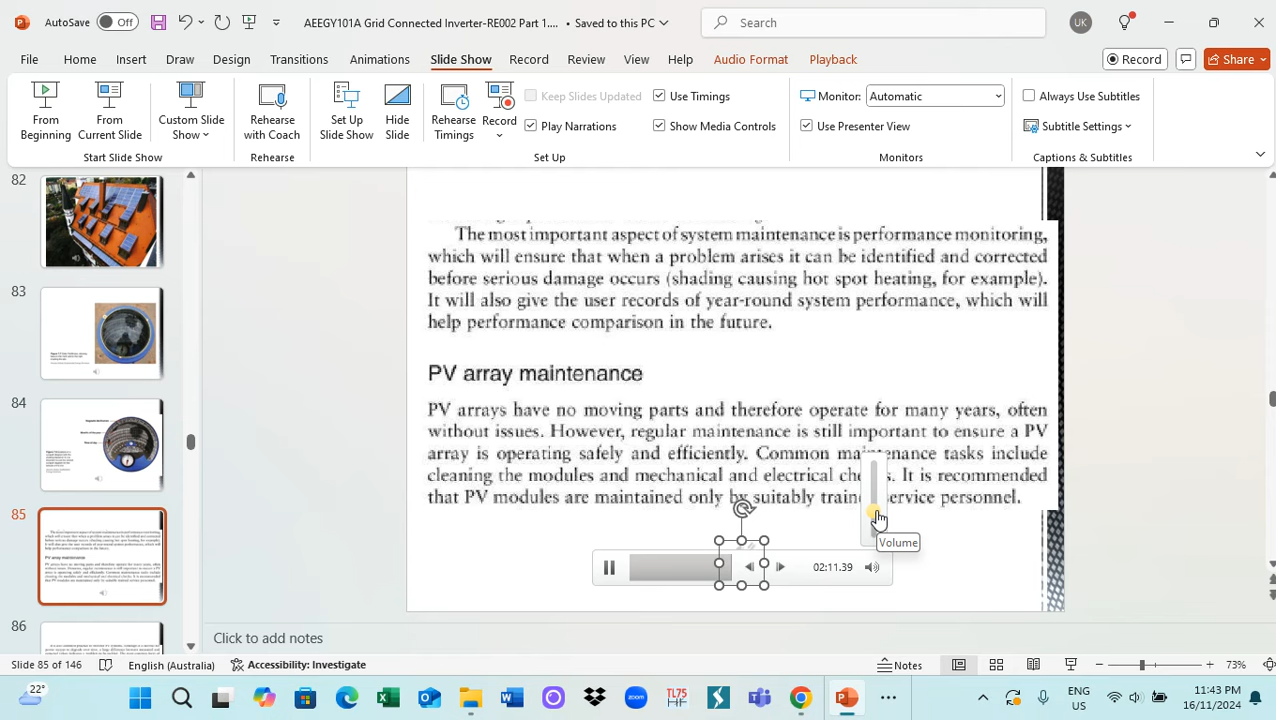 AutoSave
Off
AEEGY101A Grid Connected Inverter-RE002 Part 1.... • Saved to this PC
Search
UK
File
Home
Insert
Draw
Design
Transitions
Animations
Slide Show
Record
Review
View
Help
Audio Format
Playback
Record
Share
From Beginning
From Current Slide
Custom Slide Show
Rehearse with Coach
Set Up Slide Show
Hide Slide
Rehearse Timings
Record
Keep Slides Updated
Play Narrations
Use Timings
Show Media Controls
Monitor:
Automatic
Use Presenter View
Always Use Subtitles
Subtitle Settings
Start Slide Show
Rehearse
Set Up
Monitors
Captions & Subtitles
82
83
84
85
86
The most important aspect of system maintenance is performance monitoring,
which will ensure that when a problem arises it can be identified and corrected
before serious damage occurs (shading causing hot spot heating, for example).
It will also give the user records of year-round system performance, which will
help performance comparison in the future.
PV array maintenance
PV arrays have no moving parts and therefore operate for many years, often
without issues. However, regular maintenance is still important to ensure a PV
array is operating safely and efficiently. Common maintenance tasks include
cleaning the modules and mechanical and electrical che s. It is recommended
that PV modules are maintained only by suitably traine service personnel.
Volume
02:11.39
Click to add notes
Slide 85 of 146
English (Australia)
Accessibility: Investigate
Notes
73%
22°
TL75
ENG
US
11:43 PM
16/11/2024